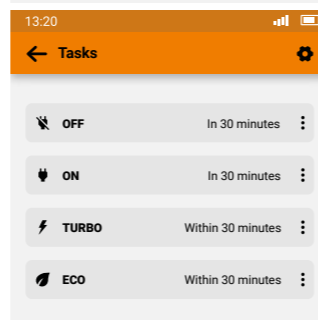 13:20
Tasks
OFF In 30 minutes
ON In 30 minutes
TURBO Within 30 minutes
ECO Within 30 minutes